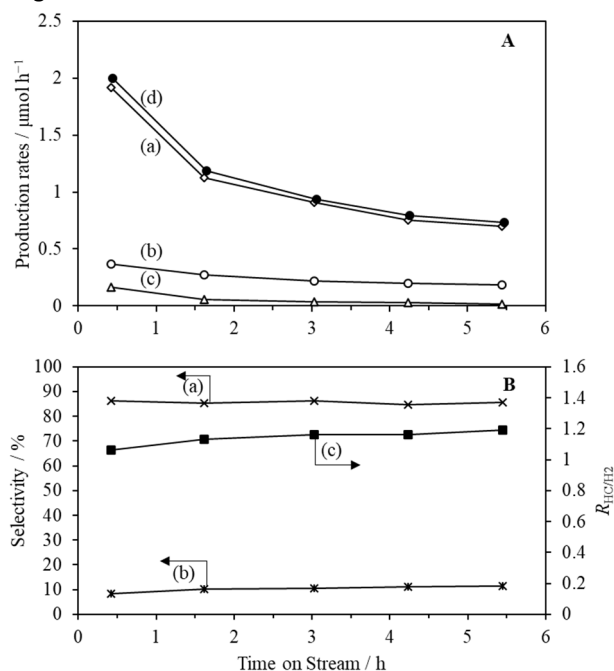 A
2.5
2
1.5
1
0.5
0
Production rates / μmol h⁻¹
(d)
(a)
(b)
(c)
0 1 2 3 4 5 6
B
100
90
80
70
60
50
40
30
20
10
0
Selectivity / %
(a)
(c)
(b)
1.6
1.4
1.2
1
0.8
0.6
0.4
0.2
0
R_HC/H2
0 1 2 3 4 5 6
Time on Stream / h